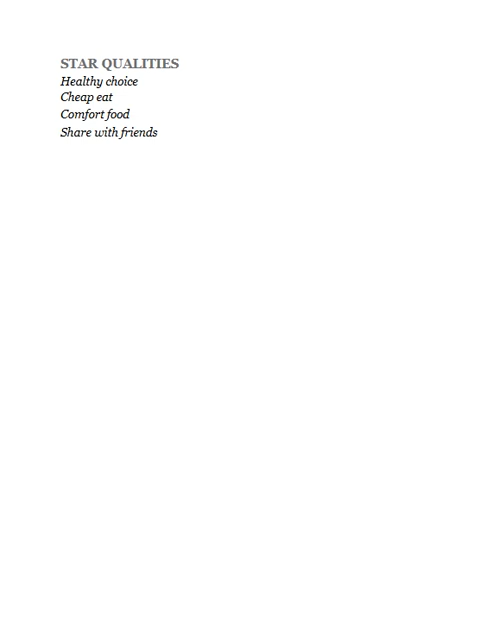 STAR QUALITIES
Healthy choice
Cheap eat
Comfort food
Share with friends